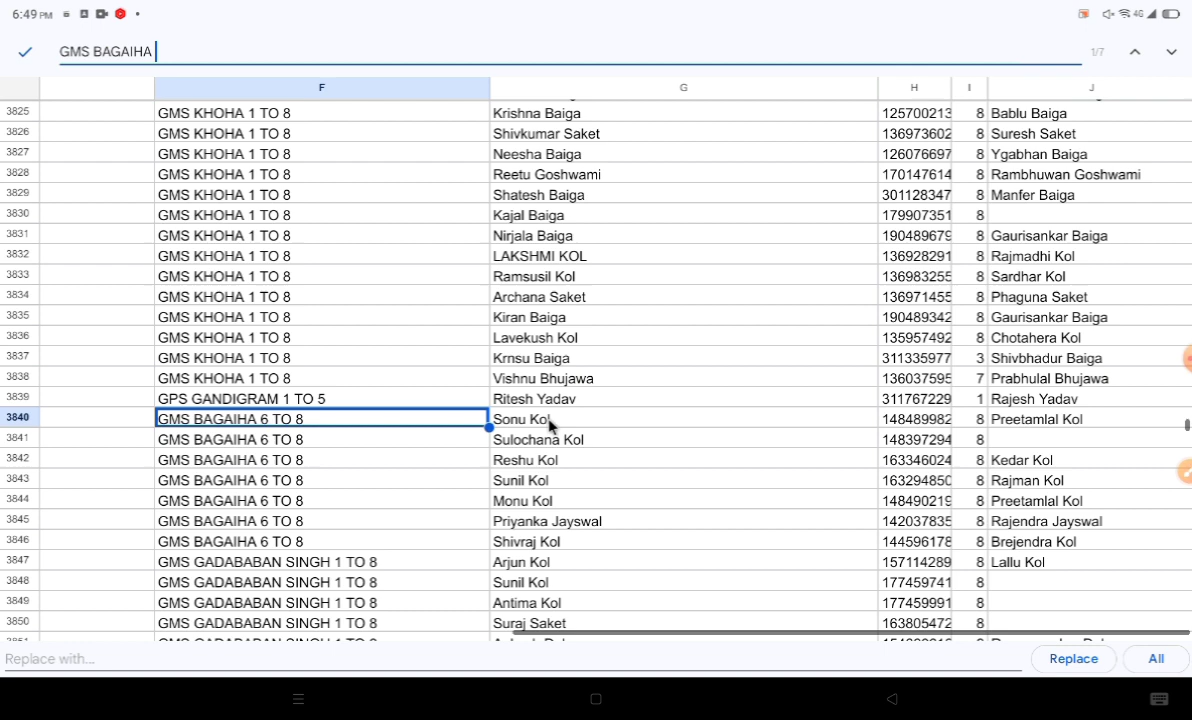 6:49 PM 4G
GMS BAGAIHA 1/7
F G H I J
3825 GMS KHOHA 1 TO 8 Krishna Baiga 125700213 8 Bablu Baiga
3826 GMS KHOHA 1 TO 8 Shivkumar Saket 136973602 8 Suresh Saket
3827 GMS KHOHA 1 TO 8 Neesha Baiga 126076697 8 Ygabhan Baiga
3828 GMS KHOHA 1 TO 8 Reetu Goshwami 170147614 8 Rambhuwan Goshwami
3829 GMS KHOHA 1 TO 8 Shatesh Baiga 301128347 8 Manfer Baiga
3830 GMS KHOHA 1 TO 8 Kajal Baiga 179907351 8
3831 GMS KHOHA 1 TO 8 Nirjala Baiga 190489679 8 Gaurisankar Baiga
3832 GMS KHOHA 1 TO 8 LAKSHMI KOL 136928291 8 Rajmadhi Kol
3833 GMS KHOHA 1 TO 8 Ramsusil Kol 136983255 8 Sardhar Kol
3834 GMS KHOHA 1 TO 8 Archana Saket 136971455 8 Phaguna Saket
3835 GMS KHOHA 1 TO 8 Kiran Baiga 190489342 8 Gaurisankar Baiga
3836 GMS KHOHA 1 TO 8 Lavekush Kol 135957492 8 Chotahera Kol
3837 GMS KHOHA 1 TO 8 Krnsu Baiga 311335977 3 Shivbhadur Baiga
3838 GMS KHOHA 1 TO 8 Vishnu Bhujawa 136037595 7 Prabhulal Bhujawa
3839 GPS GANDIGRAM 1 TO 5 Ritesh Yadav 311767229 1 Rajesh Yadav
3840 GMS BAGAIHA 6 TO 8 Sonu Kol 148489982 8 Preetamlal Kol
3841 GMS BAGAIHA 6 TO 8 Sulochana Kol 148397294 8
3842 GMS BAGAIHA 6 TO 8 Reshu Kol 163346024 8 Kedar Kol
3843 GMS BAGAIHA 6 TO 8 Sunil Kol 163294850 8 Rajman Kol
3844 GMS BAGAIHA 6 TO 8 Monu Kol 148490219 8 Preetamlal Kol
3845 GMS BAGAIHA 6 TO 8 Priyanka Jayswal 142037835 8 Rajendra Jayswal
3846 GMS BAGAIHA 6 TO 8 Shivraj Kol 144596178 8 Brejendra Kol
3847 GMS GADABABAN SINGH 1 TO 8 Arjun Kol 157114289 8 Lallu Kol
3848 GMS GADABABAN SINGH 1 TO 8 Sunil Kol 177459741 8
3849 GMS GADABABAN SINGH 1 TO 8 Antima Kol 177459991 8
3850 GMS GADABABAN SINGH 1 TO 8 Suraj Saket 163805472 8
Replace with... Replace All